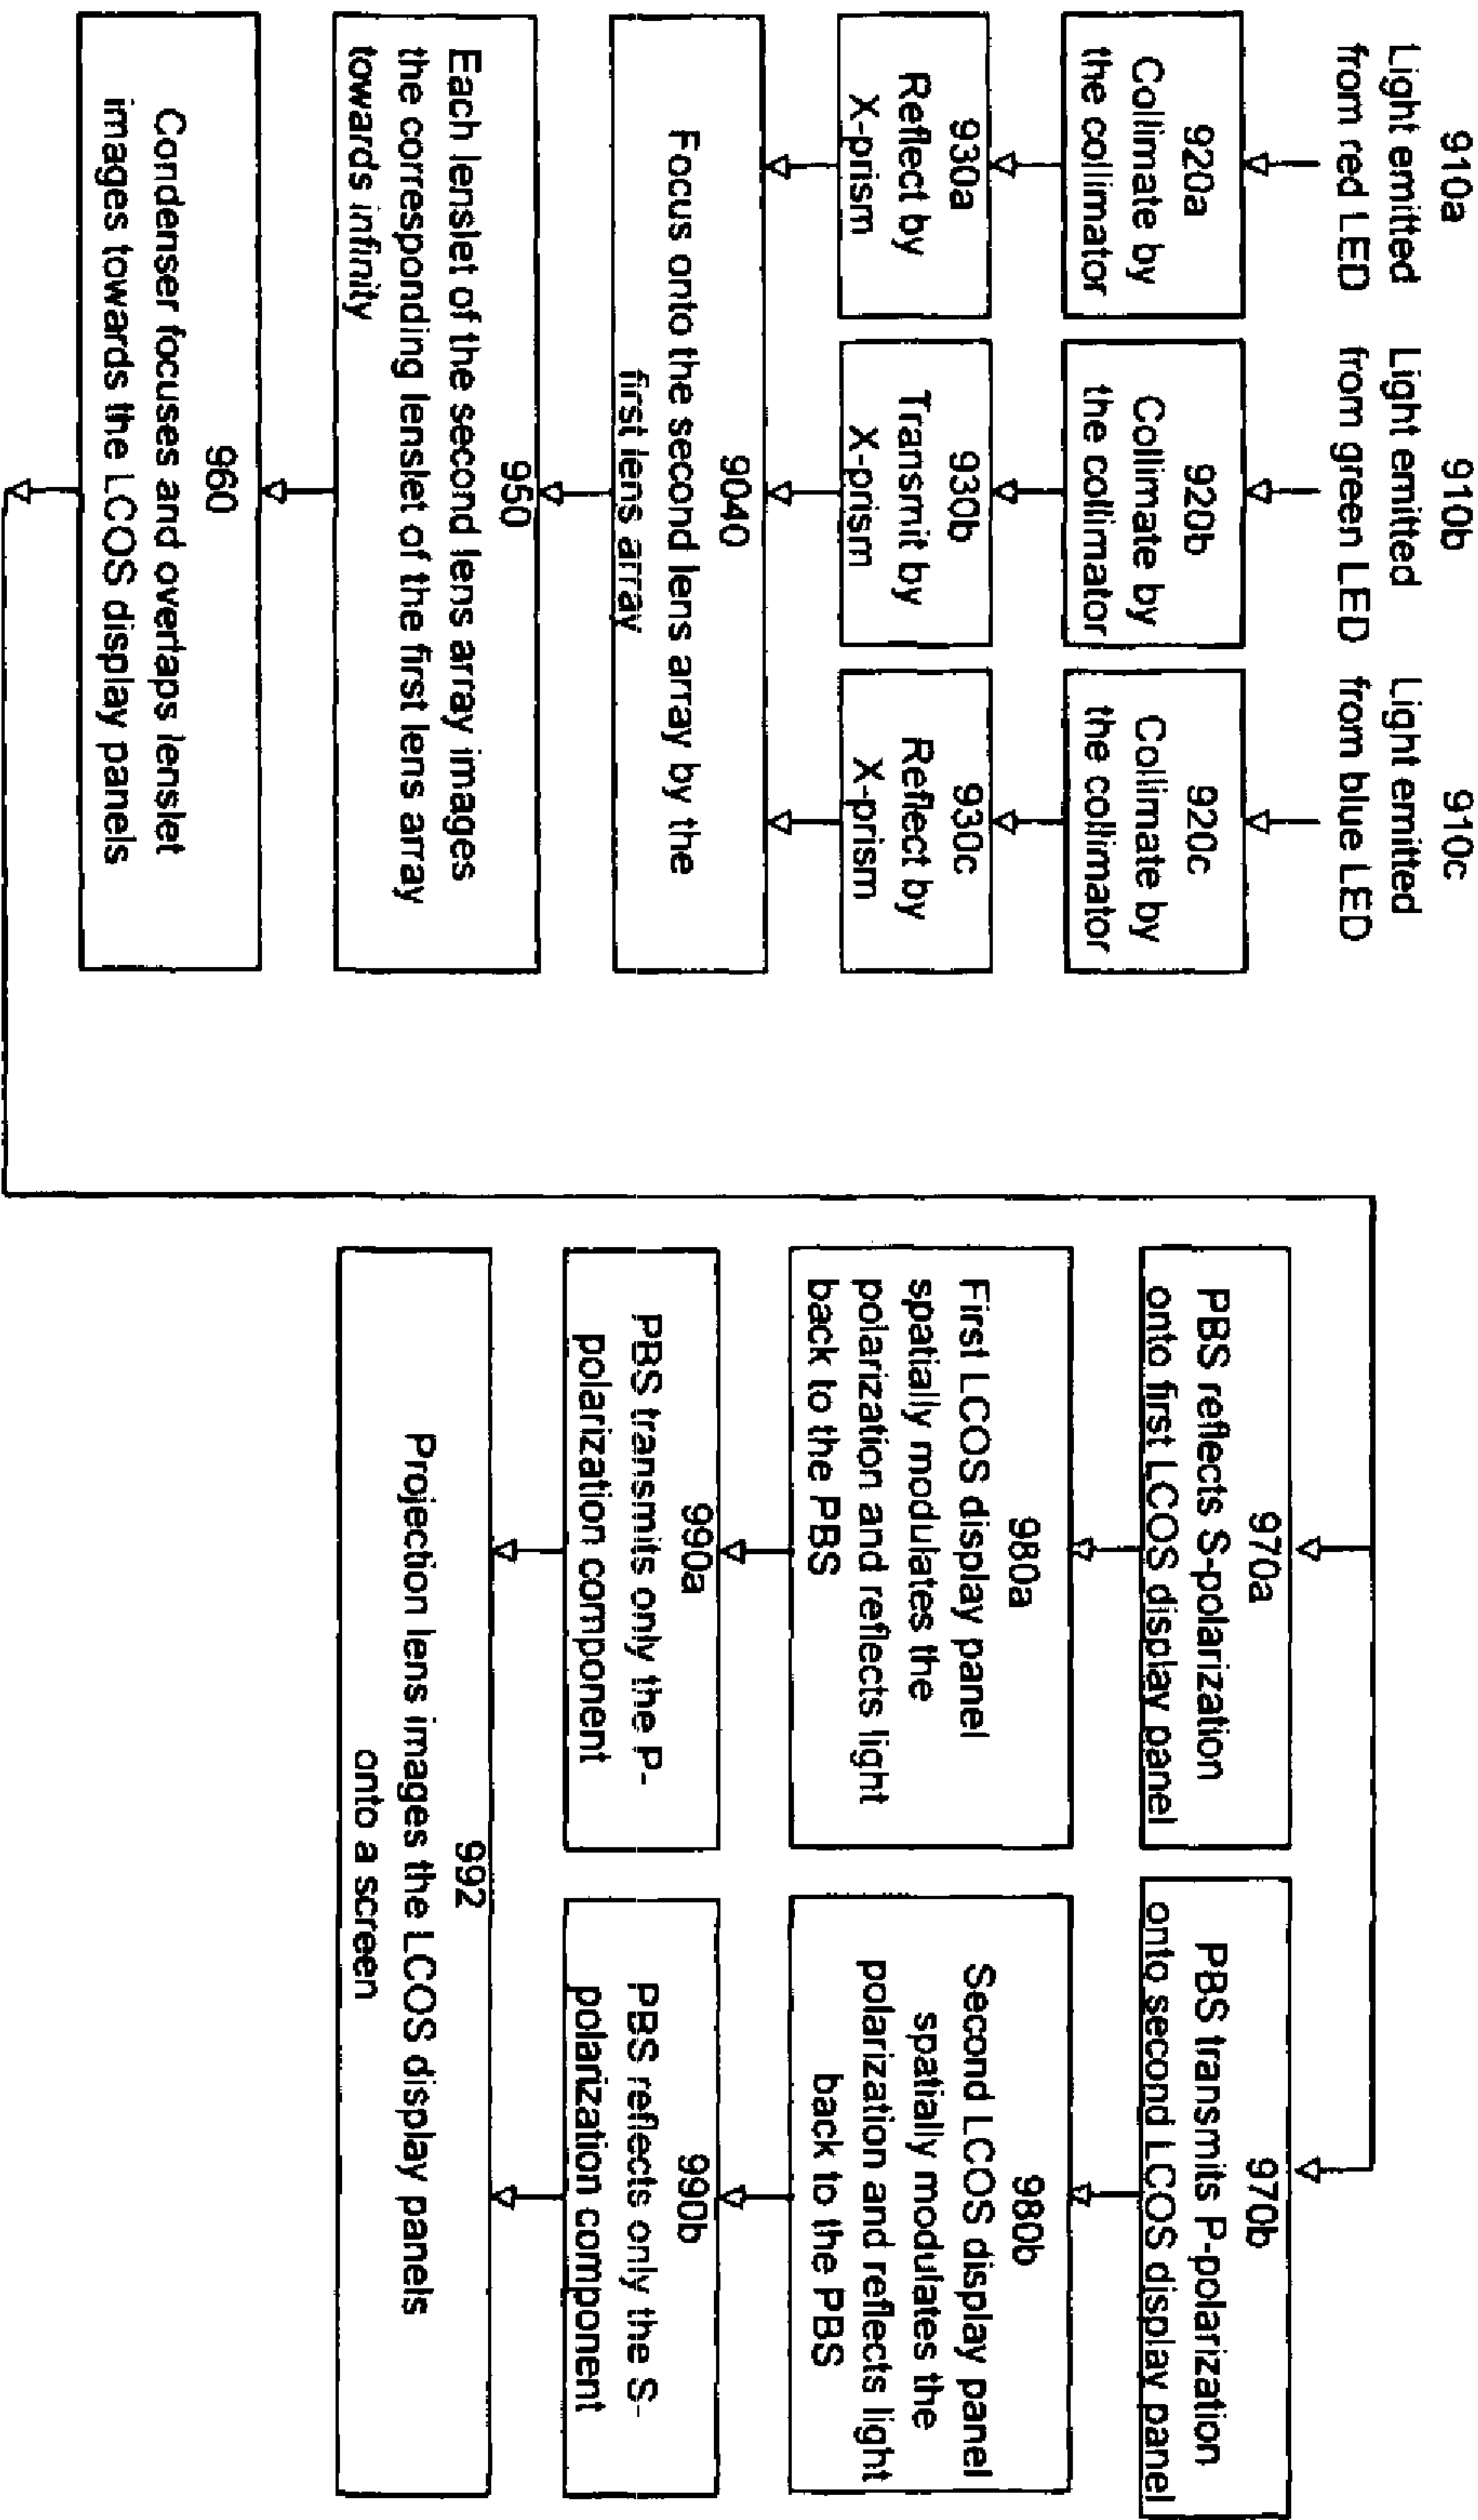 910a
Light emitted
from red LED
910b
Light emitted
from green LED
910c
Light emitted
from blue LED
920a
Collimate by
the collimator
920b
Collimate by
the collimator
920c
Collimate by
the collimator
930a
Reflect by
X-prism
930b
Transmit by
X-prism
930c
Reflect by
X-prism
9040
Focus onto the second lens array by the
first lens array
950
Each lenslet of the second lens array images
the corresponding lenslet of the first lens array
towards infinity
960
Condenser focuses and overlaps lenslet
images towards the LCOS display panels
970a
PBS reflects S-polarization
onto first LCOS display panel
970b
PBS transmits P-polarization
onto second LCOS display panel
980a
First LCOS display panel
spatially modulates the
polarization and reflects light
back to the PBS
980b
Second LCOS display panel
spatially modulates the
polarization and reflects light
back to the PBS
990a
PBS transmits only the P-
polarization component
990b
PBS reflects only the S-
polarization component
992
Projection lens images the LCOS display panels
onto a screen